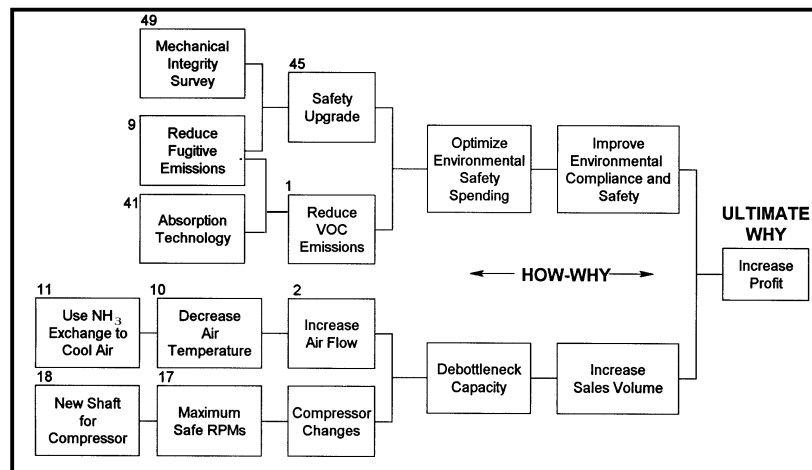 49
Mechanical
Integrity
Survey
45
Safety
Upgrade
9
Reduce
Fugitive
Emissions
Optimize
Environmental
Safety
Spending
Improve
Environmental
Compliance and
Safety
41
Absorption
Technology
1
Reduce
VOC
Emissions
ULTIMATE
WHY
Increase
Profit
HOW-WHY
11
Use NH₃
Exchange to
Cool Air
10
Decrease
Air
Temperature
2
Increase
Air Flow
Debottleneck
Capacity
Increase
Sales Volume
18
New Shaft
for
Compressor
17
Maximum
Safe RPMs
Compressor
Changes